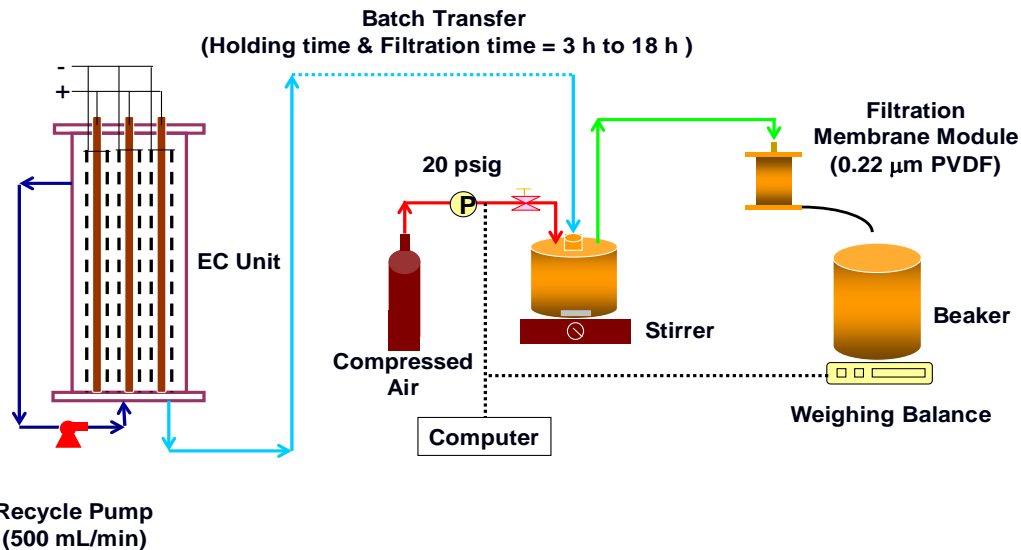 Batch Transfer
(Holding time & Filtration time = 3 h to 18 h )
-
+
Filtration
Membrane Module
(0.22 μm PVDF)
20 psig
P
EC Unit
Stirrer
Beaker
Compressed
Air
Weighing Balance
Computer
Recycle Pump
(500 mL/min)